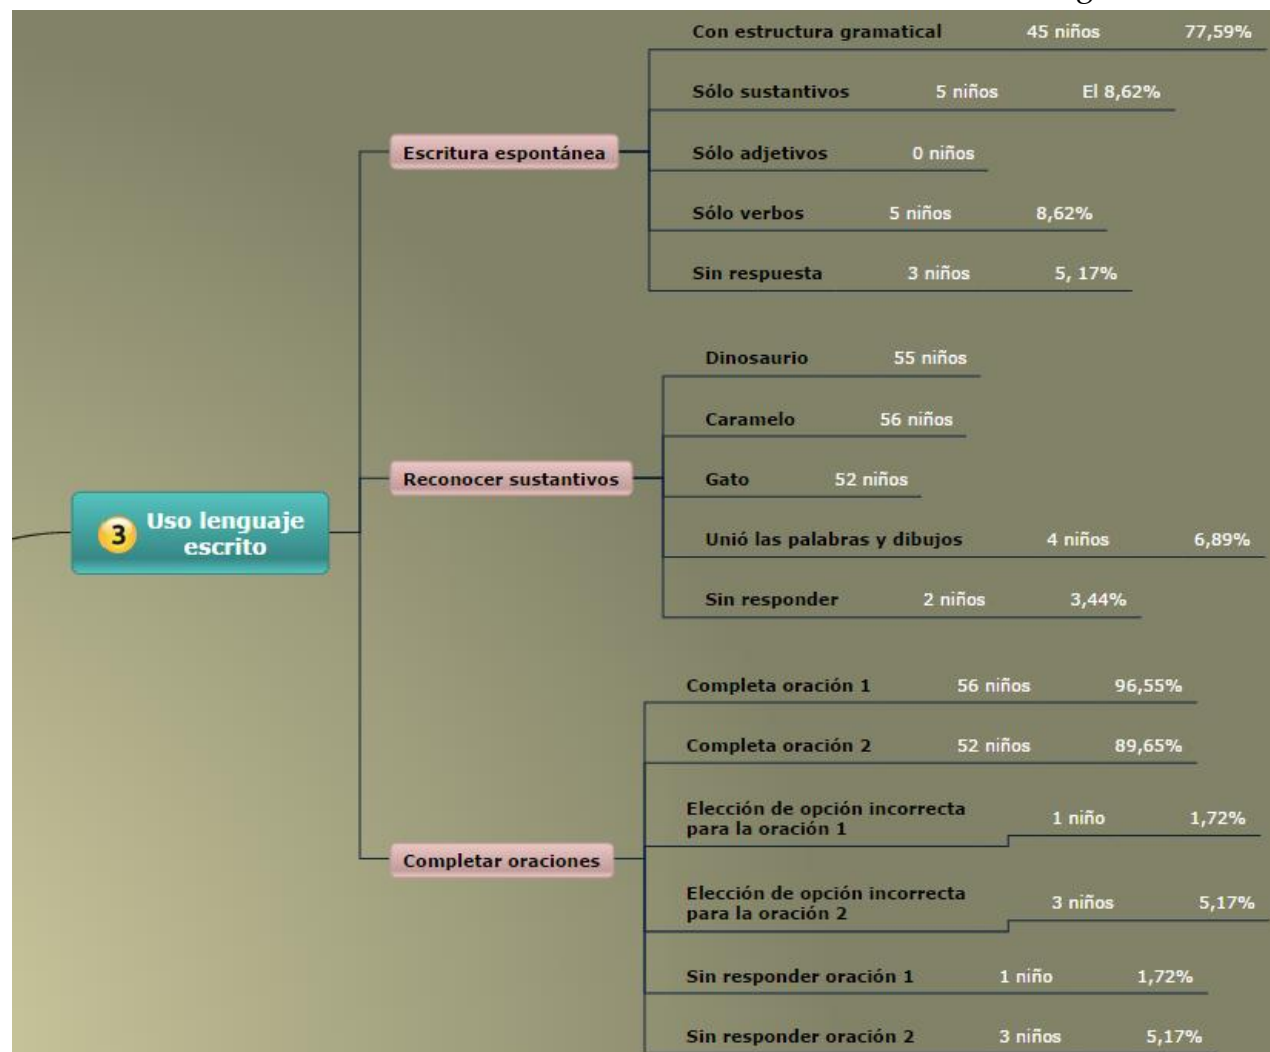 3 Uso lenguaje
escrito
Escritura espontánea
Con estructura gramatical 45 niños 77,59%
Sólo sustantivos 5 niños El 8,62%
Sólo adjetivos 0 niños
Sólo verbos 5 niños 8,62%
Sin respuesta 3 niños 5, 17%
Reconocer sustantivos
Dinosaurio 55 niños
Caramelo 56 niños
Gato 52 niños
Unió las palabras y dibujos 4 niños 6,89%
Sin responder 2 niños 3,44%
Completar oraciones
Completa oración 1 56 niños 96,55%
Completa oración 2 52 niños 89,65%
Elección de opción incorrecta
para la oración 1 1 niño 1,72%
Elección de opción incorrecta
para la oración 2 3 niños 5,17%
Sin responder oración 1 1 niño 1,72%
Sin responder oración 2 3 niños 5,17%